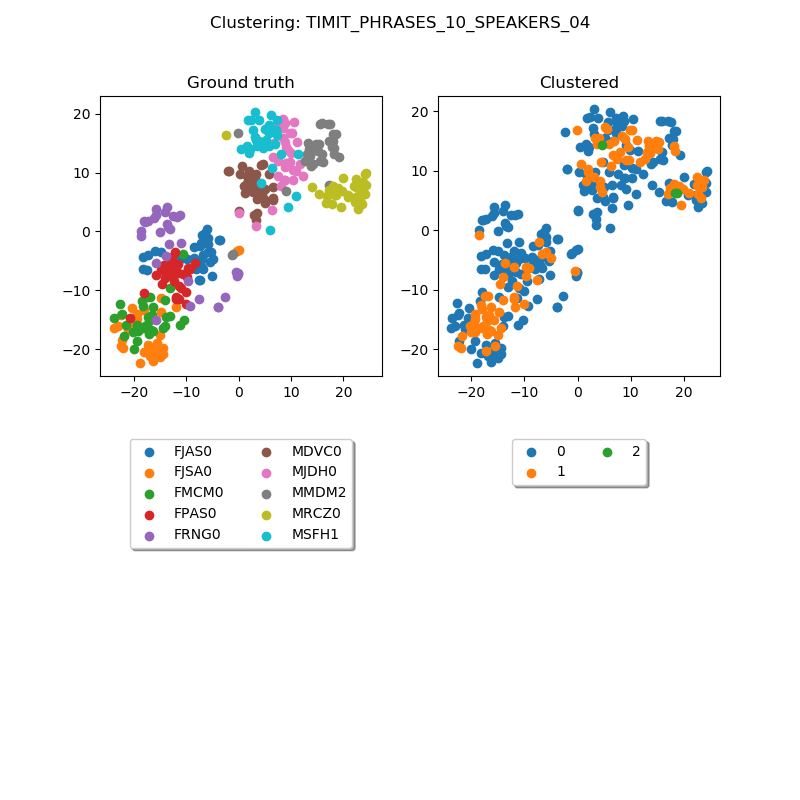 Clustering: TIMIT_PHRASES_10_SPEAKERS_04
Ground truth
20
10
0
−10
−20
−20 −10 0 10 20
Clustered
20
10
0
−10
−20
−20 −10 0 10 20
FJAS0 MDVC0
FJSA0 MJDH0
FMCM0 MMDM2
FPAS0 MRCZ0
FRNG0 MSFH1
0 2
1